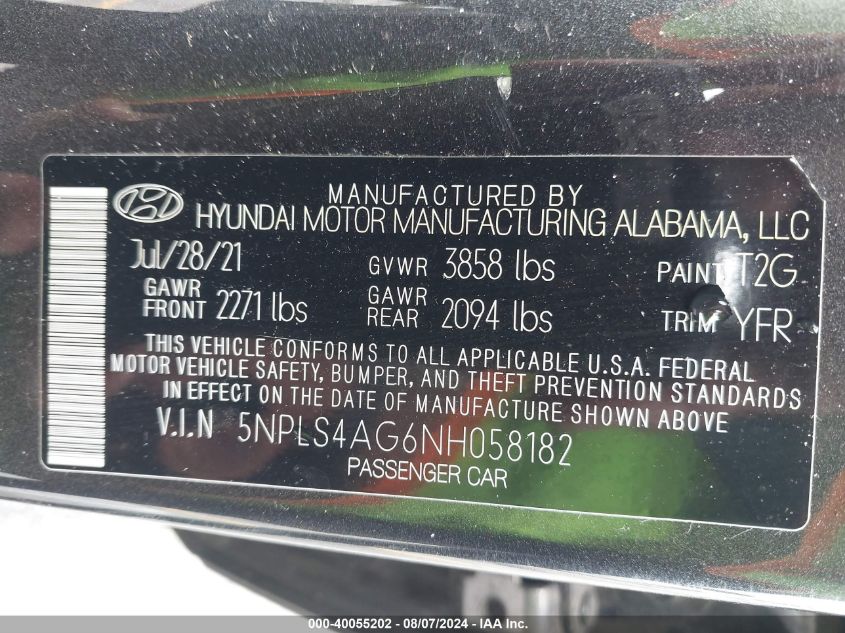 MANUFACTURED BY
HYUNDAI MOTOR MANUFACTURING ALABAMA, LLC
Jul/28/21 GVWR 3858 lbs PAINT T2G
GAWR FRONT 2271 lbs GAWR REAR 2094 lbs TRIM YFR
THIS VEHICLE CONFORMS TO ALL APPLICABLE U.S.A. FEDERAL
MOTOR VEHICLE SAFETY, BUMPER, AND THEFT PREVENTION STANDARDS
IN EFFECT ON THE DATE OF MANUFACTURE SHOWN ABOVE
V.I.N 5NPLS4AG6NH058182
PASSENGER CAR
000-40055202 - 08/07/2024 - IAA Inc.